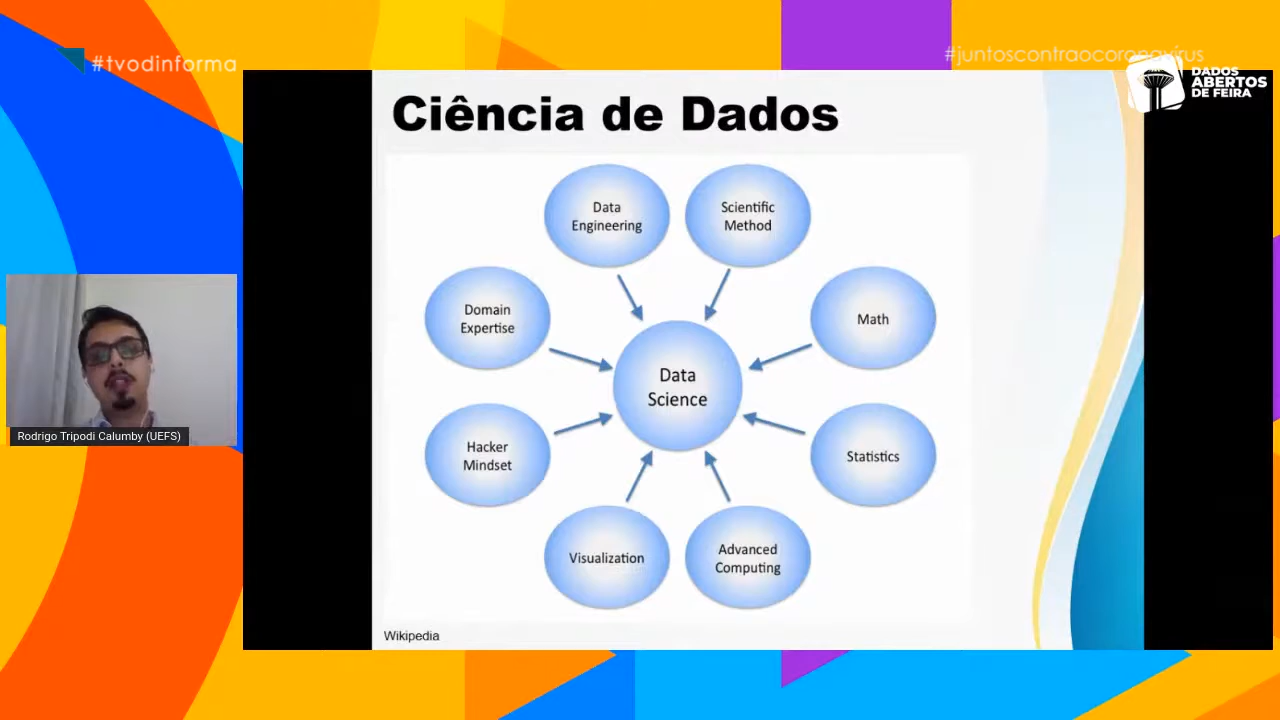 #tvodinforma
#juntoscontraocoronavírus
DADOS
ABERTOS
DE FEIRA
Ciência de Dados
Data
Engineering
Scientific
Method
Domain
Expertise
Math
Data
Science
Hacker
Mindset
Statistics
Visualization
Advanced
Computing
Wikipedia
Rodrigo Tripodi Calumby (UEFS)